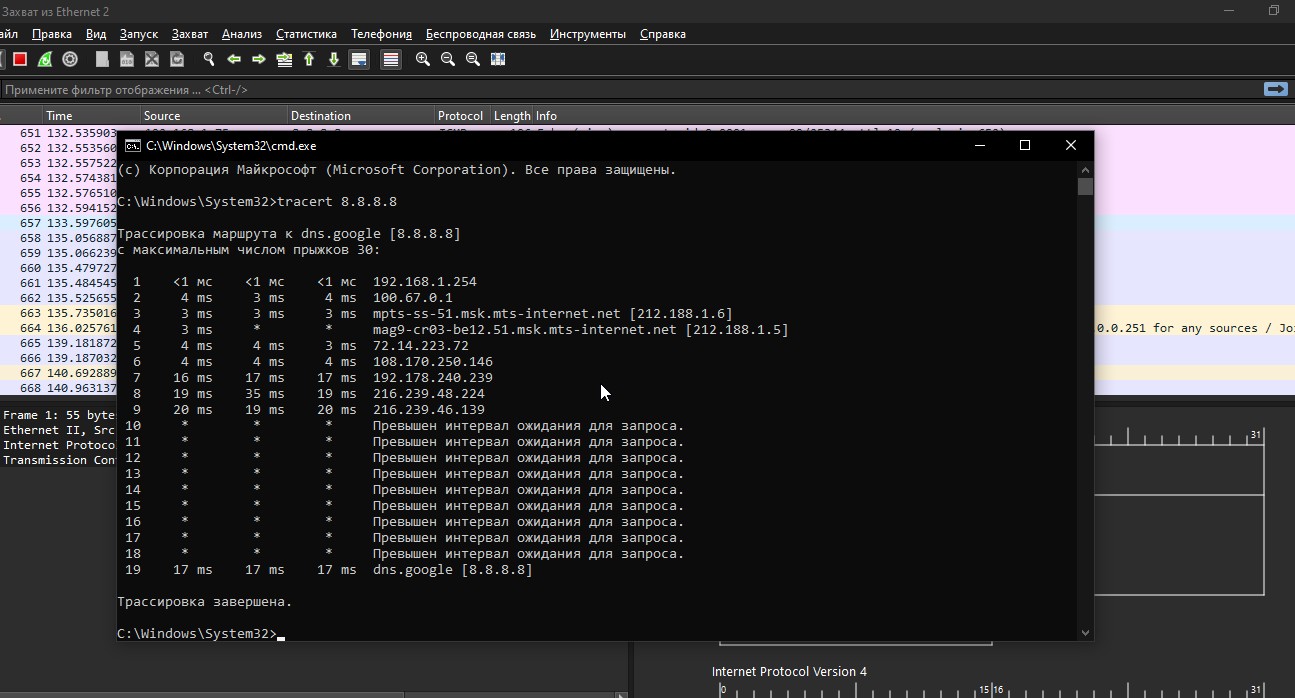 Захват из Ethernet 2
айл Правка Вид Запуск Захват Анализ Статистика Телефония Беспроводная связь Инструменты Справка
Примените фильтр отображения ... <Ctrl-/>
Time Source Destination Protocol Length Info
651 132.535903
652 132.553560
653 132.557522
654 132.574381
655 132.576510
656 132.594152
657 133.597605
658 135.056887
659 135.066239
660 135.479727
661 135.484545
662 135.525655
663 135.735016
664 136.025761
665 139.181872
666 139.187032
667 140.692889
668 140.963137
0.0.251 for any sources / Joi
C:\Windows\System32\cmd.exe
(c) Корпорация Майкрософт (Microsoft Corporation). Все права защищены.
C:\Windows\System32>tracert 8.8.8.8
Трассировка маршрута к dns.google [8.8.8.8]
с максимальным числом прыжков 30:
1 <1 мс <1 мс <1 мс 192.168.1.254
2 4 ms 3 ms 4 ms 100.67.0.1
3 3 ms 3 ms 3 ms mpts-ss-51.msk.mts-internet.net [212.188.1.6]
4 3 ms * * mag9-cr03-be12.51.msk.mts-internet.net [212.188.1.5]
5 4 ms 4 ms 3 ms 72.14.223.72
6 4 ms 4 ms 4 ms 108.170.250.146
7 16 ms 17 ms 17 ms 192.178.240.239
8 19 ms 35 ms 19 ms 216.239.48.224
9 20 ms 19 ms 20 ms 216.239.46.139
10 * * * Превышен интервал ожидания для запроса.
11 * * * Превышен интервал ожидания для запроса.
12 * * * Превышен интервал ожидания для запроса.
13 * * * Превышен интервал ожидания для запроса.
14 * * * Превышен интервал ожидания для запроса.
15 * * * Превышен интервал ожидания для запроса.
16 * * * Превышен интервал ожидания для запроса.
17 * * * Превышен интервал ожидания для запроса.
18 * * * Превышен интервал ожидания для запроса.
19 17 ms 17 ms 17 ms dns.google [8.8.8.8]
Трассировка завершена.
C:\Windows\System32>
Frame 1: 55 byte
Ethernet II, Src
Internet Protoco
Transmission Con
31
Internet Protocol Version 4
0 15 16 31